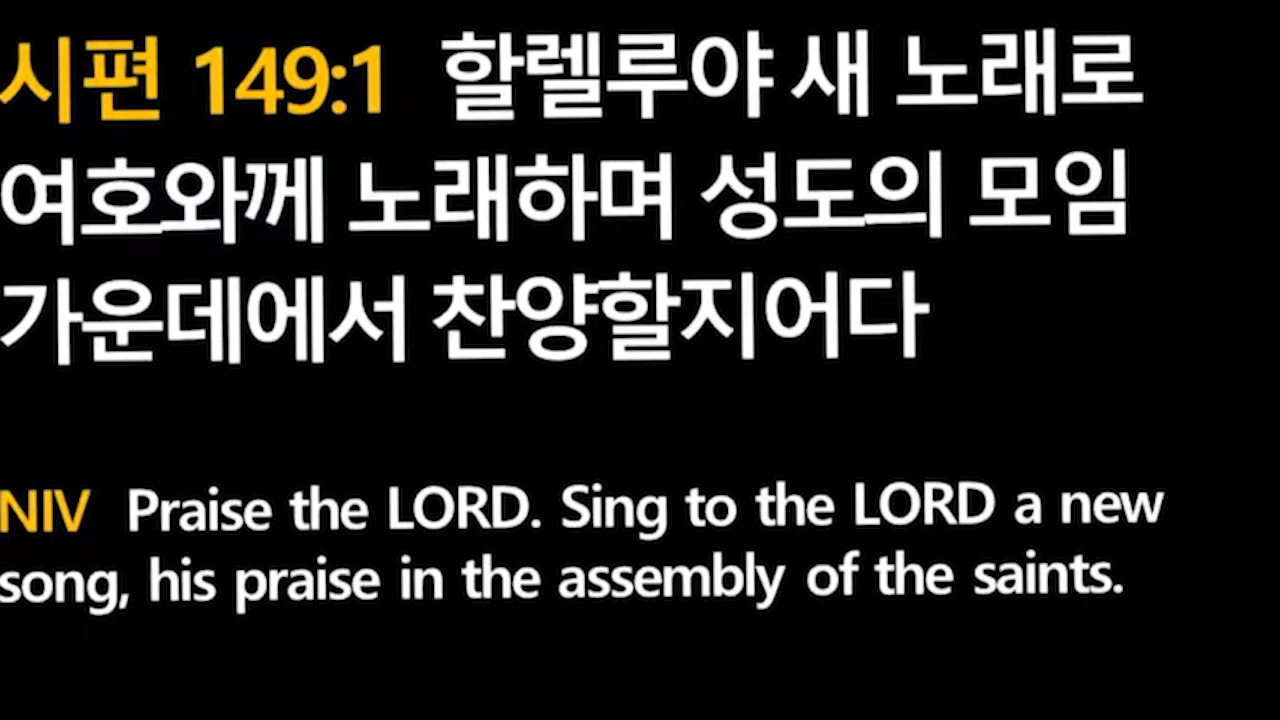 시편 149:1 할렐루야 새 노래로
여호와께 노래하며 성도의 모임
가운데에서 찬양할지어다
NIV Praise the LORD. Sing to the LORD a new
song, his praise in the assembly of the saints.